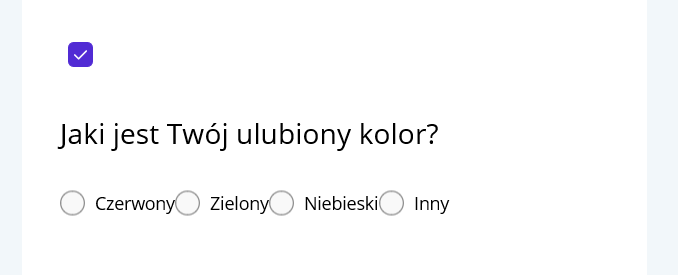 Jaki jest Twój ulubiony kolor?
Czerwony Zielony Niebieski Inny